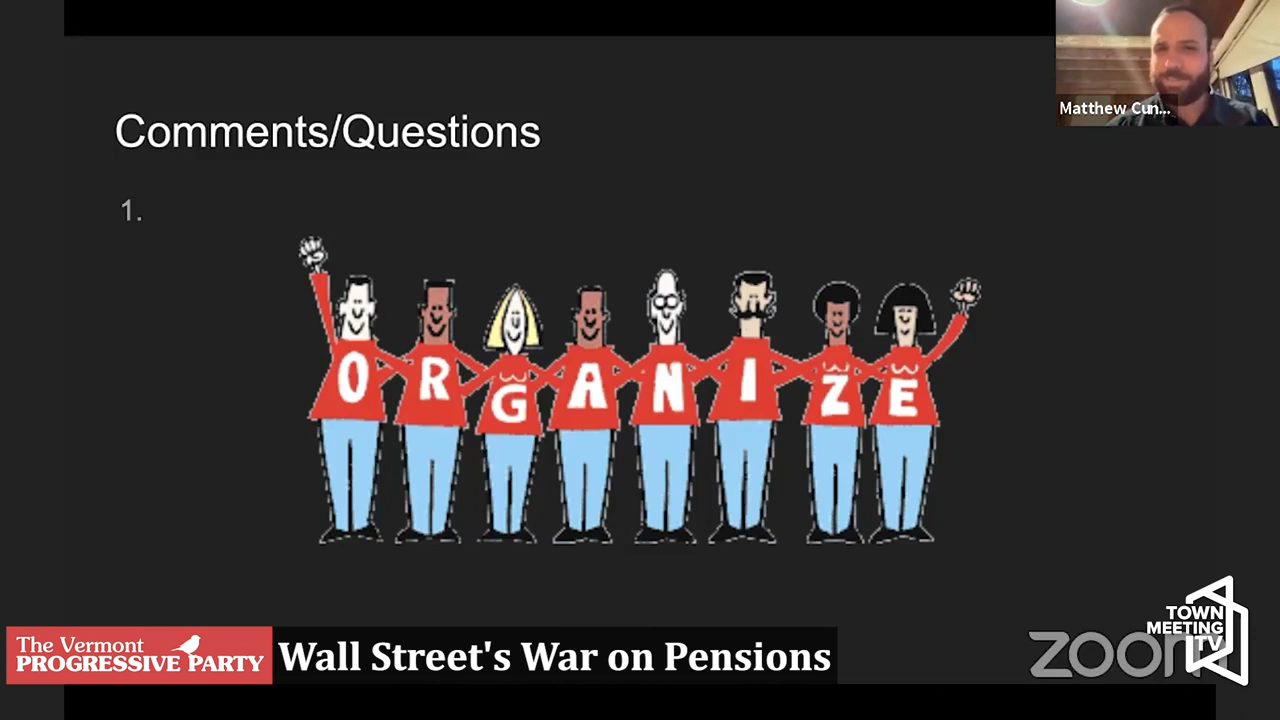 Matthew Cun...
Comments/Questions
1.
ORGANIZE
The Vermont
PROGRESSIVE PARTY
Wall Street's War on Pensions
zoom
TOWN
MEETING
TV